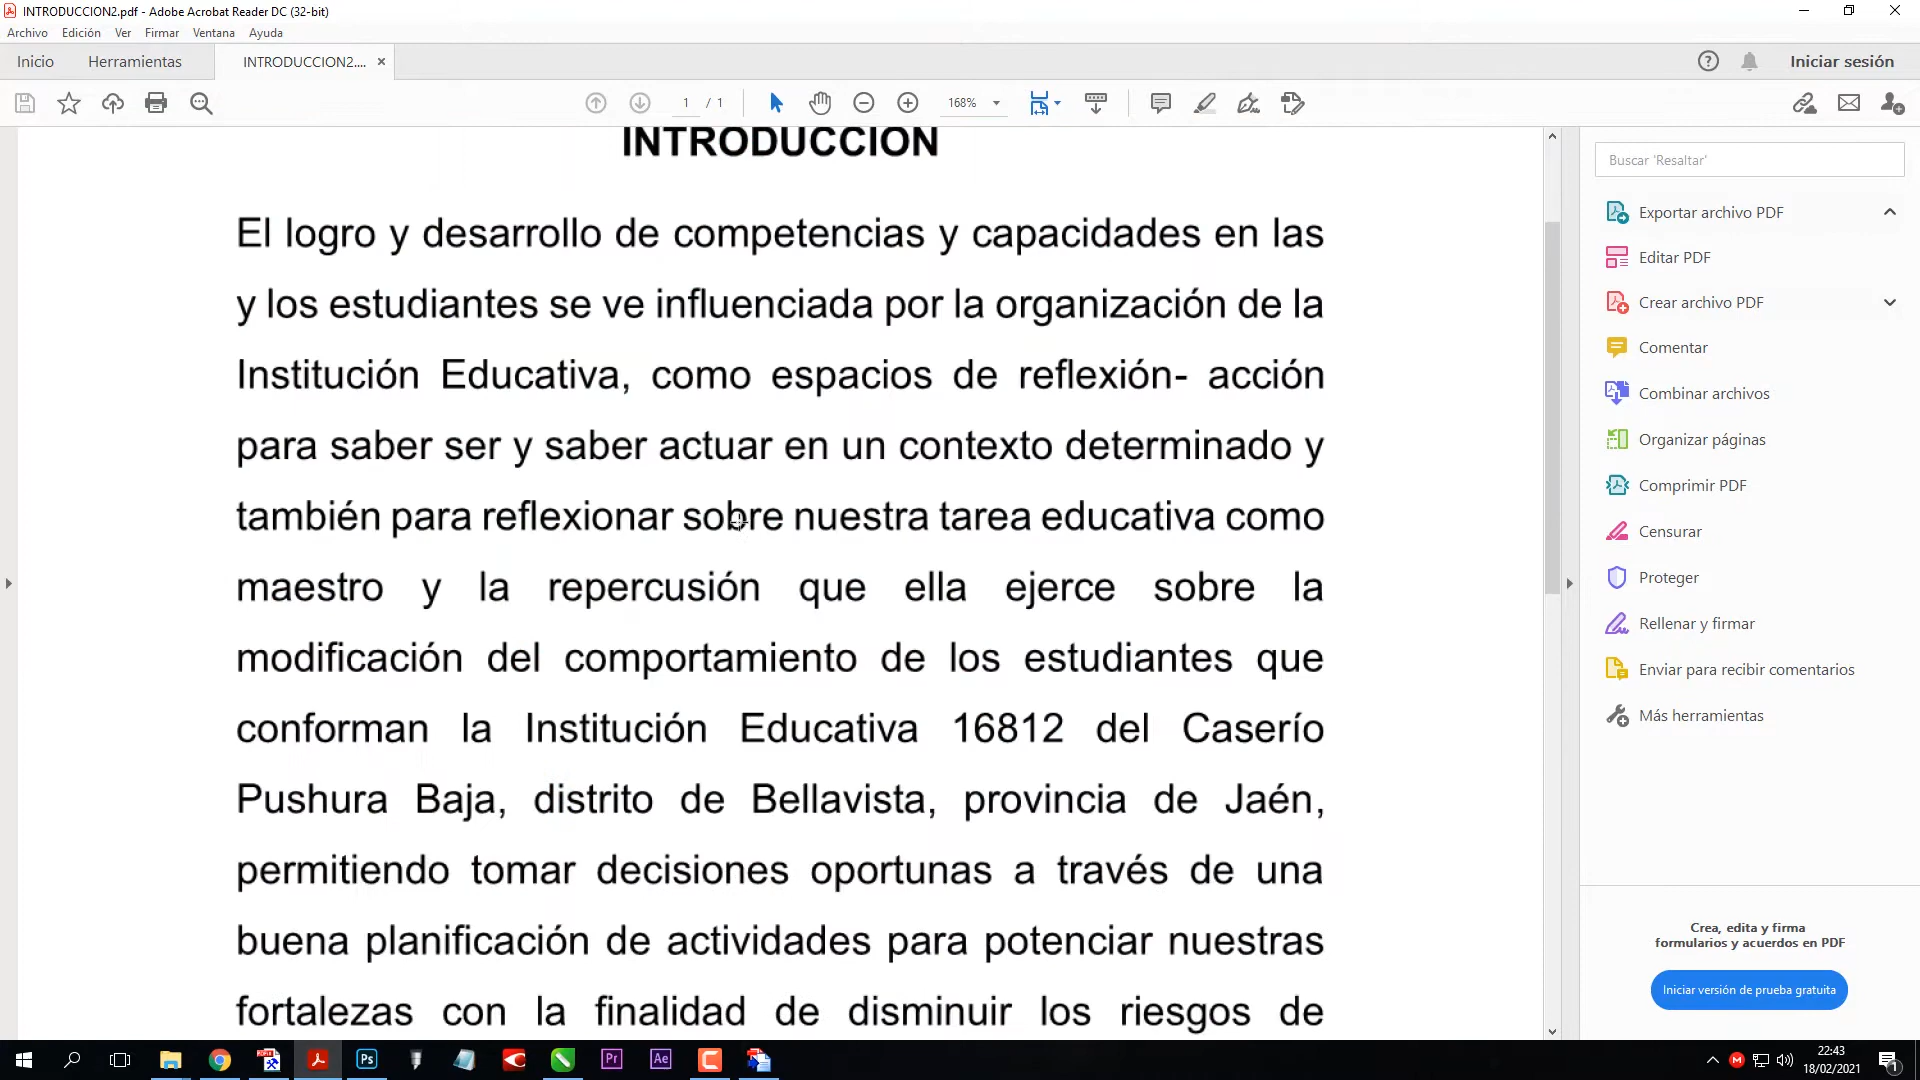 INTRODUCCION2.pdf - Adobe Acrobat Reader DC (32-bit)
Archivo Edición Ver Firmar Ventana Ayuda
Inicio Herramientas INTRODUCCION2.... × Iniciar sesión
1 / 1 168%
INTRODUCCIÓN
El logro y desarrollo de competencias y capacidades en las
y los estudiantes se ve influenciada por la organización de la
Institución Educativa, como espacios de reflexión- acción
para saber ser y saber actuar en un contexto determinado y
también para reflexionar sobre nuestra tarea educativa como
maestro y la repercusión que ella ejerce sobre la
modificación del comportamiento de los estudiantes que
conforman la Institución Educativa 16812 del Caserío
Pushura Baja, distrito de Bellavista, provincia de Jaén,
permitiendo tomar decisiones oportunas a través de una
buena planificación de actividades para potenciar nuestras
fortalezas con la finalidad de disminuir los riesgos de
Buscar 'Resaltar'
Exportar archivo PDF
Editar PDF
Crear archivo PDF
Comentar
Combinar archivos
Organizar páginas
Comprimir PDF
Censurar
Proteger
Rellenar y firmar
Enviar para recibir comentarios
Más herramientas
Crea, edita y firma
formularios y acuerdos en PDF
Iniciar versión de prueba gratuita
Ps Pr Ae
22:43
18/02/2021
1